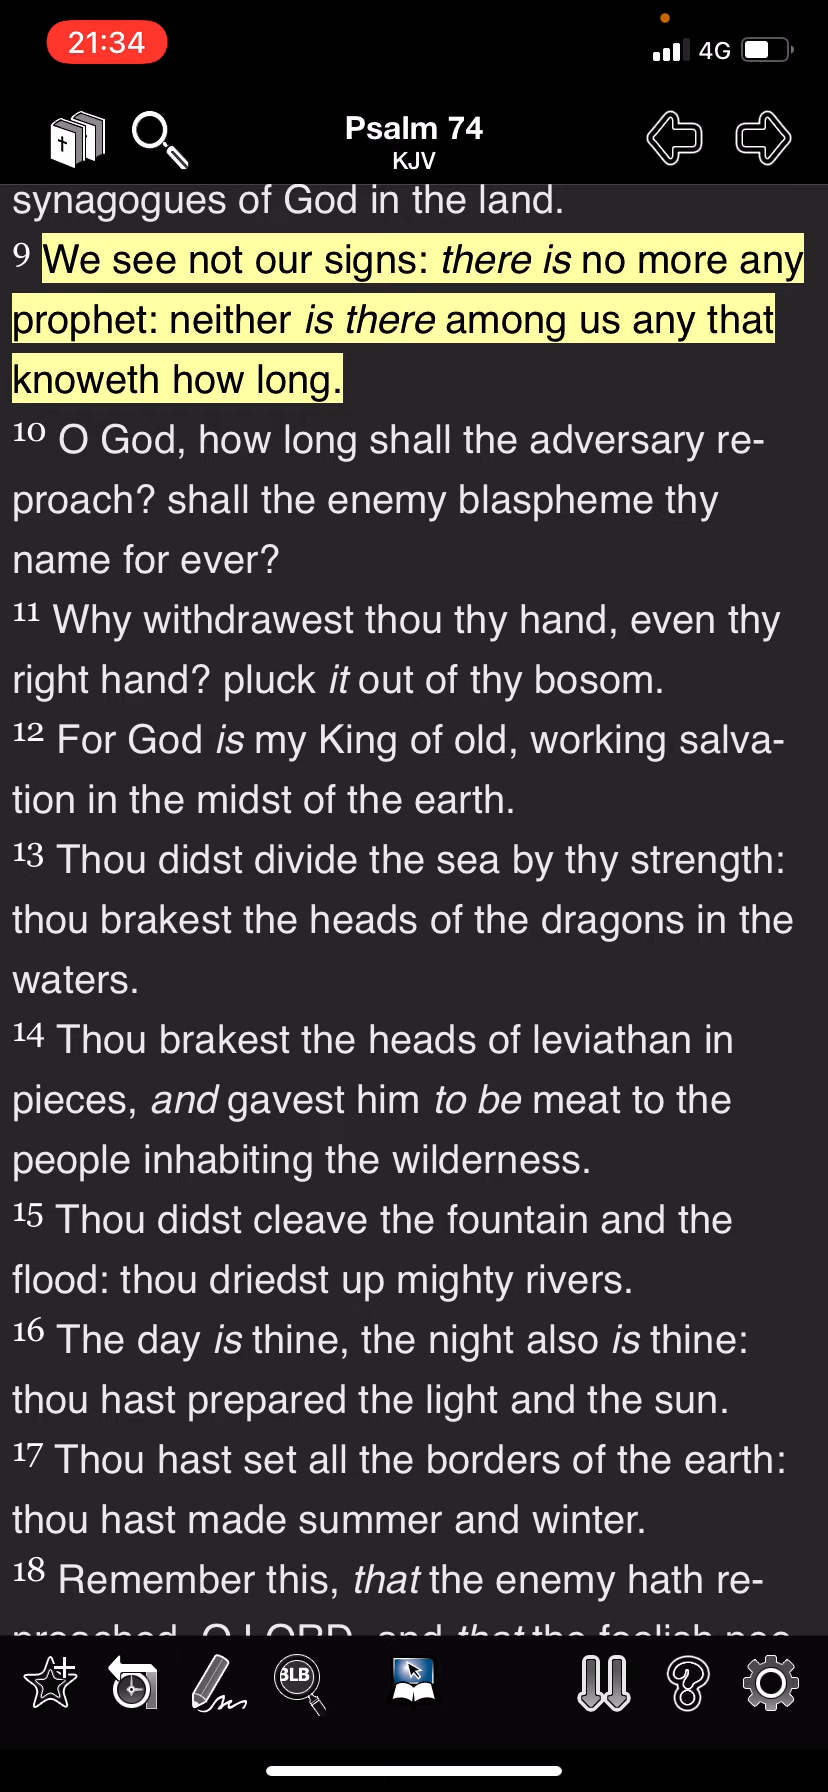 21:34
4G
Psalm 74
KJV
synagogues of God in the land.
9 We see not our signs: there is no more any
prophet: neither is there among us any that
knoweth how long.
10 O God, how long shall the adversary re-
proach? shall the enemy blaspheme thy
name for ever?
11 Why withdrawest thou thy hand, even thy
right hand? pluck it out of thy bosom.
12 For God is my King of old, working salva-
tion in the midst of the earth.
13 Thou didst divide the sea by thy strength:
thou brakest the heads of the dragons in the
waters.
14 Thou brakest the heads of leviathan in
pieces, and gavest him to be meat to the
people inhabiting the wilderness.
15 Thou didst cleave the fountain and the
flood: thou driedst up mighty rivers.
16 The day is thine, the night also is thine:
thou hast prepared the light and the sun.
17 Thou hast set all the borders of the earth:
thou hast made summer and winter.
18 Remember this, that the enemy hath re-
proached, O LORD, and that the foolish peo-
BLB